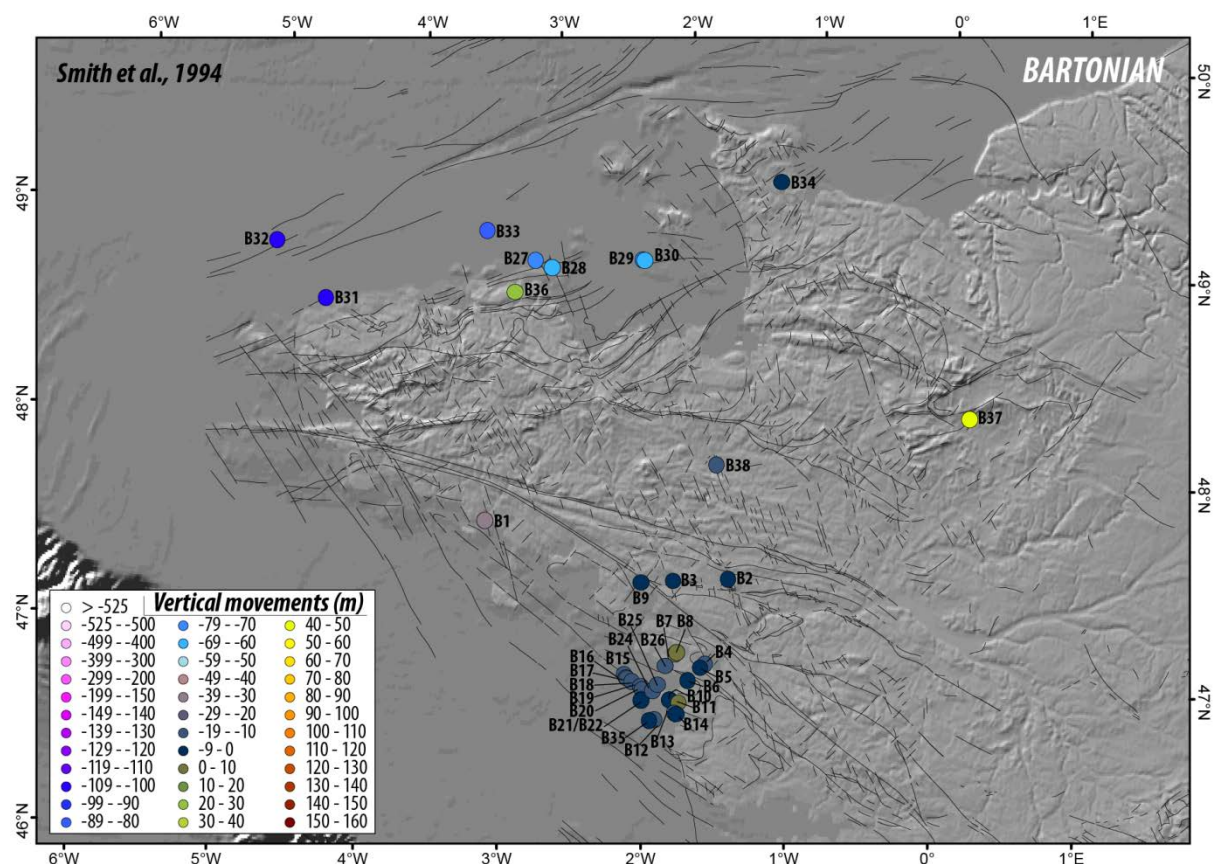 6°W 5°W 4°W 3°W 2°W 1°W 0° 1°E
Smith et al., 1994
BARTONIAN
50°N
49°N
B34
B32
B33
B27
B28
B29
B30
49°N
B36
B31
48°N
B37
B38
48°N
B1
B3
B2
B9
47°N
B25
B7 B8
B24
B26
B16
B15
B4
B17
B5
B18
B6
B19
B10
B20
B11
47°N
B21/B22
B14
B35
B13
B12
46°N
Vertical movements (m)
> -525
-525 - -500
-499 - -400
-399 - -300
-299 - -200
-199 - -150
-149 - -140
-139 - -130
-129 - -120
-119 - -110
-109 - -100
-99 - -90
-89 - -80
-79 - -70
-69 - -60
-59 - -50
-49 - -40
-39 - -30
-29 - -20
-19 - -10
-9 - 0
0 - 10
10 - 20
20 - 30
30 - 40
40 - 50
50 - 60
60 - 70
70 - 80
80 - 90
90 - 100
100 - 110
110 - 120
120 - 130
130 - 140
140 - 150
150 - 160
46°N
6°W 5°W 4°W 3°W 2°W 1°W 0° 1°E